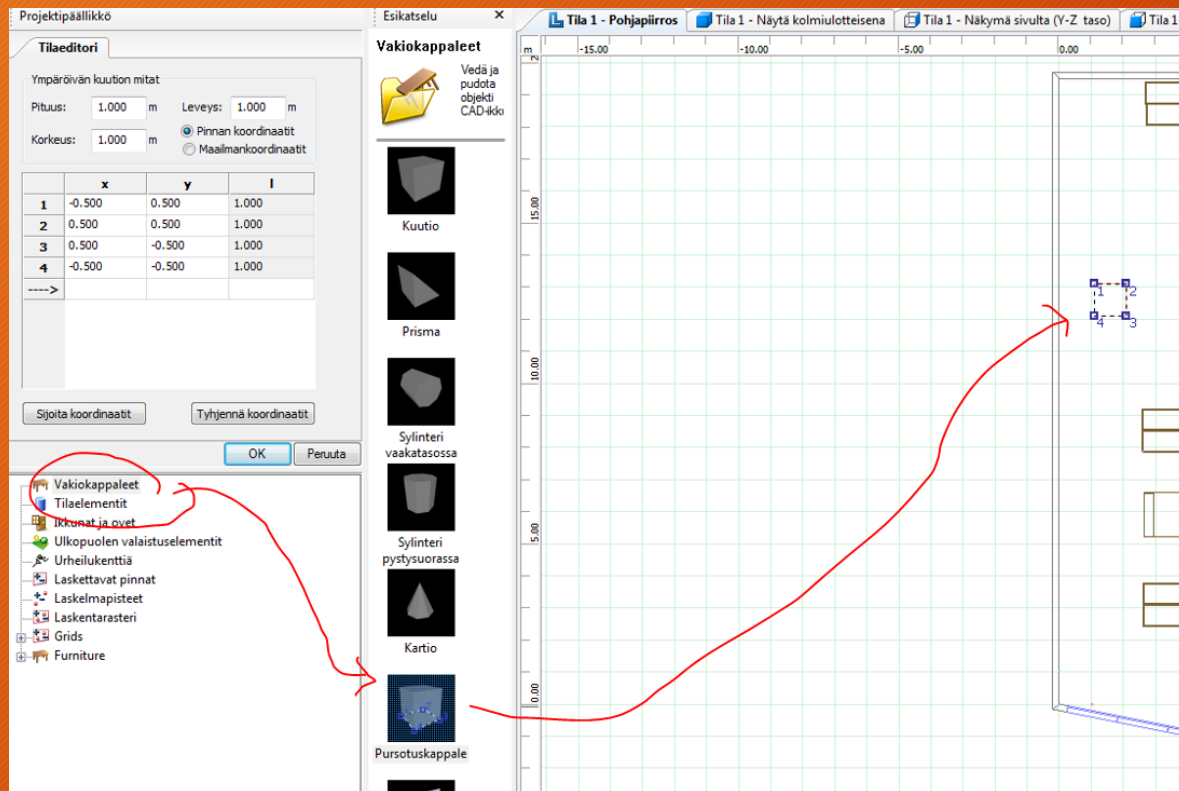 Projektipäällikkö
Tilaeditori
Ympäröivän kuution mitat
Pituus: 1.000 m Leveys: 1.000 m
Korkeus: 1.000 m Pinnan koordinaatit
Maailmankoordinaatit
x y l
1 -0.500 0.500 1.000
2 0.500 0.500 1.000
3 0.500 -0.500 1.000
4 -0.500 -0.500 1.000
---->
Sijoita koordinaatit Tyhjennä koordinaatit
OK Peruuta
Vakiokappaleet
Tilaelementit
Ikkunat ja ovet
Ulkopuolen valaistuselementit
Urheilukenttiä
Laskettavat pinnat
Laskelmapisteet
Laskentarasteri
Grids
Furniture
Esikatselu
Vakiokappaleet
Vedä ja
pudota
objekti
CAD-ikku
Kuutio
Prisma
Sylinteri
vaakatasossa
Sylinteri
pystysuorassa
Kartio
Pursotuskappale
Tila 1 - Pohjapiirros Tila 1 - Näytä kolmiulotteisena Tila 1 - Näkymä sivulta (Y-Z taso) Tila 1
m -15.00 -10.00 -5.00 0.00
15.00
10.00
5.00
0.00
1 2
4 3